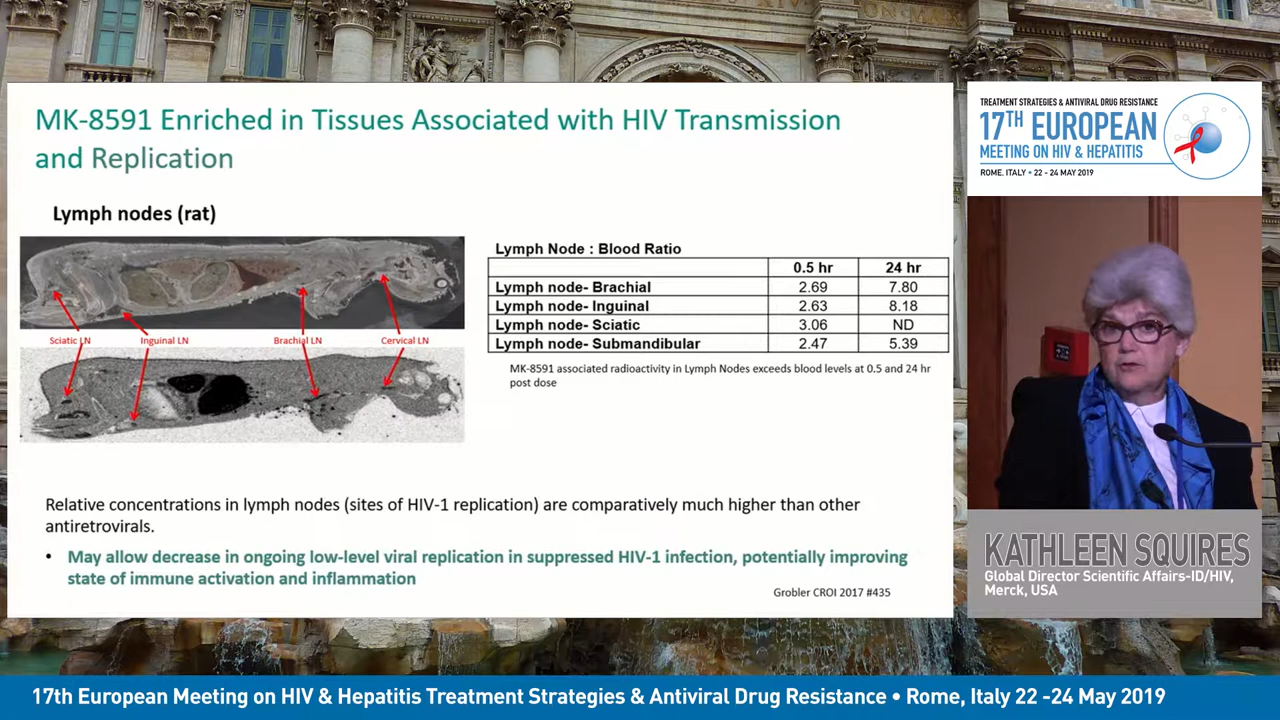 MK-8591 Enriched in Tissues Associated with HIV Transmission
and Replication
Lymph nodes (rat)
Sciatic LN
Inguinal LN
Brachial LN
Cervical LN
Lymph Node : Blood Ratio
0.5 hr 24 hr
Lymph node- Brachial 2.69 7.80
Lymph node- Inguinal 2.63 8.18
Lymph node- Sciatic 3.06 ND
Lymph node- Submandibular 2.47 5.39
MK-8591 associated radioactivity in Lymph Nodes exceeds blood levels at 0.5 and 24 hr
post dose
Relative concentrations in lymph nodes (sites of HIV-1 replication) are comparatively much higher than other
antiretrovirals.
• May allow decrease in ongoing low-level viral replication in suppressed HIV-1 infection, potentially improving
state of immune activation and inflammation
Grobler CROI 2017 #435
TREATMENT STRATEGIES & ANTIVIRAL DRUG RESISTANCE
17TH EUROPEAN
MEETING ON HIV & HEPATITIS
ROME, ITALY • 22 - 24 MAY 2019
KATHLEEN SQUIRES
Global Director Scientific Affairs-ID/HIV,
Merck, USA
17th European Meeting on HIV & Hepatitis Treatment Strategies & Antiviral Drug Resistance • Rome, Italy 22 -24 May 2019